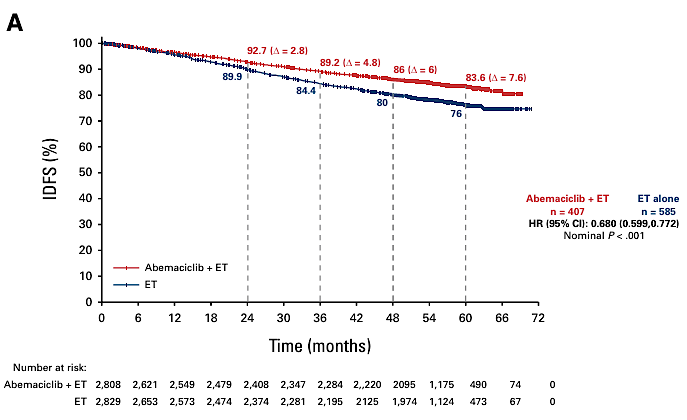 A
100
90
80
70
60
50
40
30
20
10
0
IDFS (%)
92.7 (Δ = 2.8)
89.2 (Δ = 4.8)
86 (Δ = 6)
83.6 (Δ = 7.6)
89.9
84.4
80
76
Abemaciclib + ET
ET
Abemaciclib + ET ET alone
n = 407 n = 585
HR (95% CI): 0.680 (0.599,0.772)
Nominal P < .001
0 6 12 18 24 30 36 42 48 54 60 66 72
Time (months)
Number at risk:
Abemaciclib + ET 2,808 2,621 2,549 2,479 2,408 2,347 2,284 2,,220 2095 1,175 490 74 0
ET 2,829 2,653 2,573 2,474 2,374 2,281 2,195 2125 1,974 1,124 473 67 0